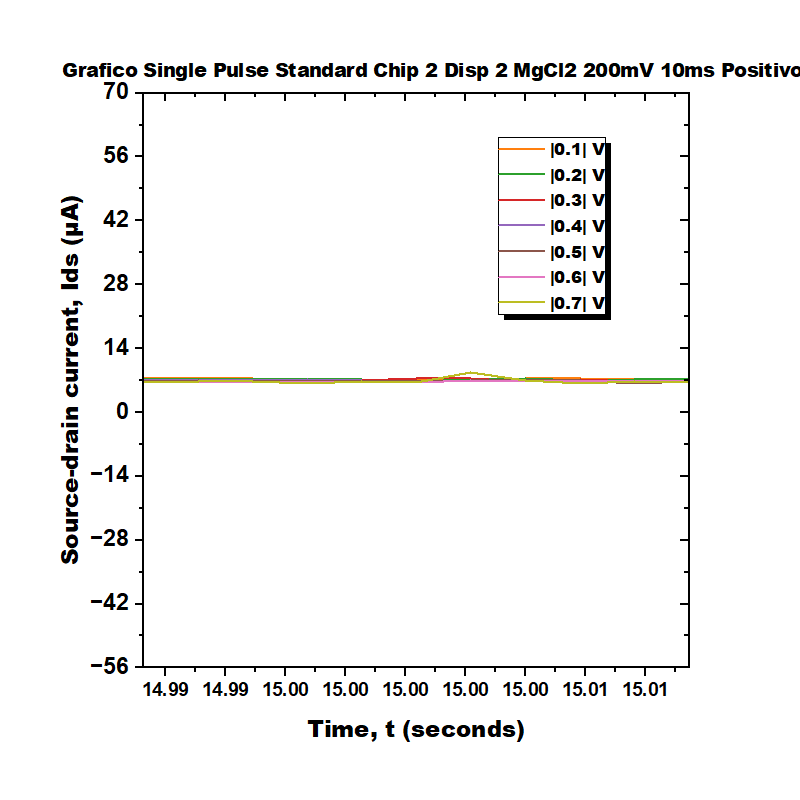 Grafico Single Pulse Standard Chip 2 Disp 2 MgCl2 200mV 10ms Positivo
70
56
42
28
14
0
−14
−28
−42
−56
Source-drain current, Ids (µA)
|0.1| V
|0.2| V
|0.3| V
|0.4| V
|0.5| V
|0.6| V
|0.7| V
14.99 14.99 15.00 15.00 15.00 15.00 15.00 15.01 15.01
Time, t (seconds)